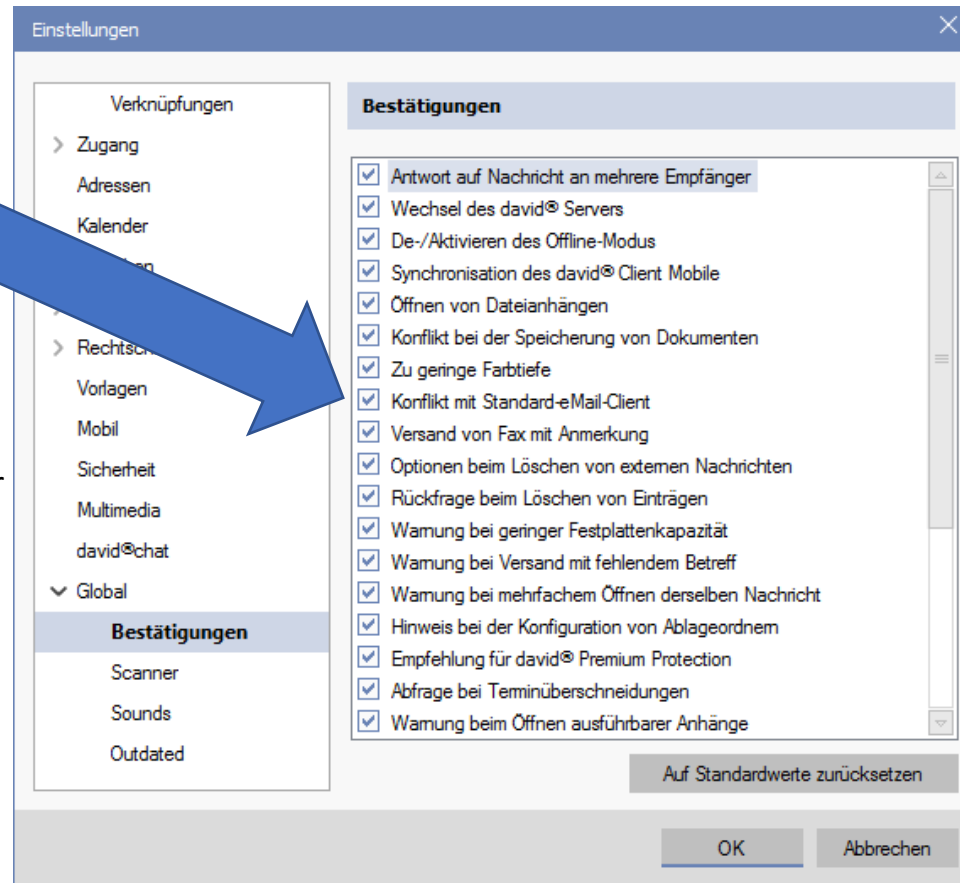 Einstellungen
Verknüpfungen
Zugang
Adressen
Kalender
Rechtsch
Vorlagen
Mobil
Sicherheit
Multimedia
david®chat
Global
Bestätigungen
Scanner
Sounds
Outdated
Bestätigungen
Antwort auf Nachricht an mehrere Empfänger
Wechsel des david® Servers
De-/Aktivieren des Offline-Modus
Synchronisation des david® Client Mobile
Öffnen von Dateianhängen
Konflikt bei der Speicherung von Dokumenten
Zu geringe Farbtiefe
Konflikt mit Standard-eMail-Client
Versand von Fax mit Anmerkung
Optionen beim Löschen von externen Nachrichten
Rückfrage beim Löschen von Einträgen
Warnung bei geringer Festplattenkapazität
Warnung bei Versand mit fehlendem Betreff
Warnung bei mehrfachem Öffnen derselben Nachricht
Hinweis bei der Konfiguration von Ablageordnern
Empfehlung für david® Premium Protection
Abfrage bei Terminüberschneidungen
Warnung beim Öffnen ausführbarer Anhänge
Auf Standardwerte zurücksetzen
OK
Abbrechen